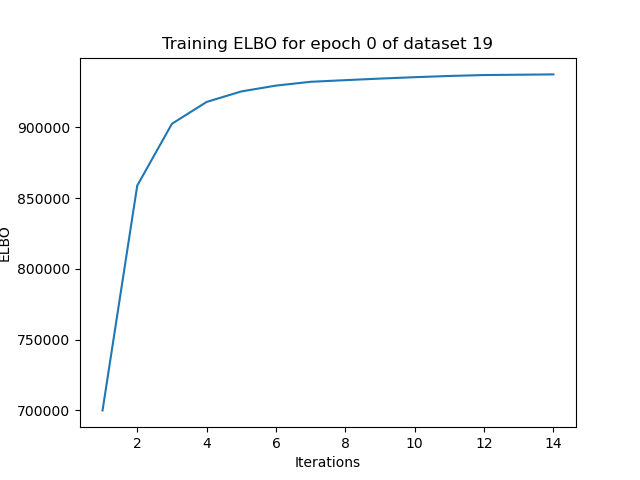 Training ELBO for epoch 0 of dataset 19
ELBO
900000
850000
800000
750000
700000
2 4 6 8 10 12 14
Iterations